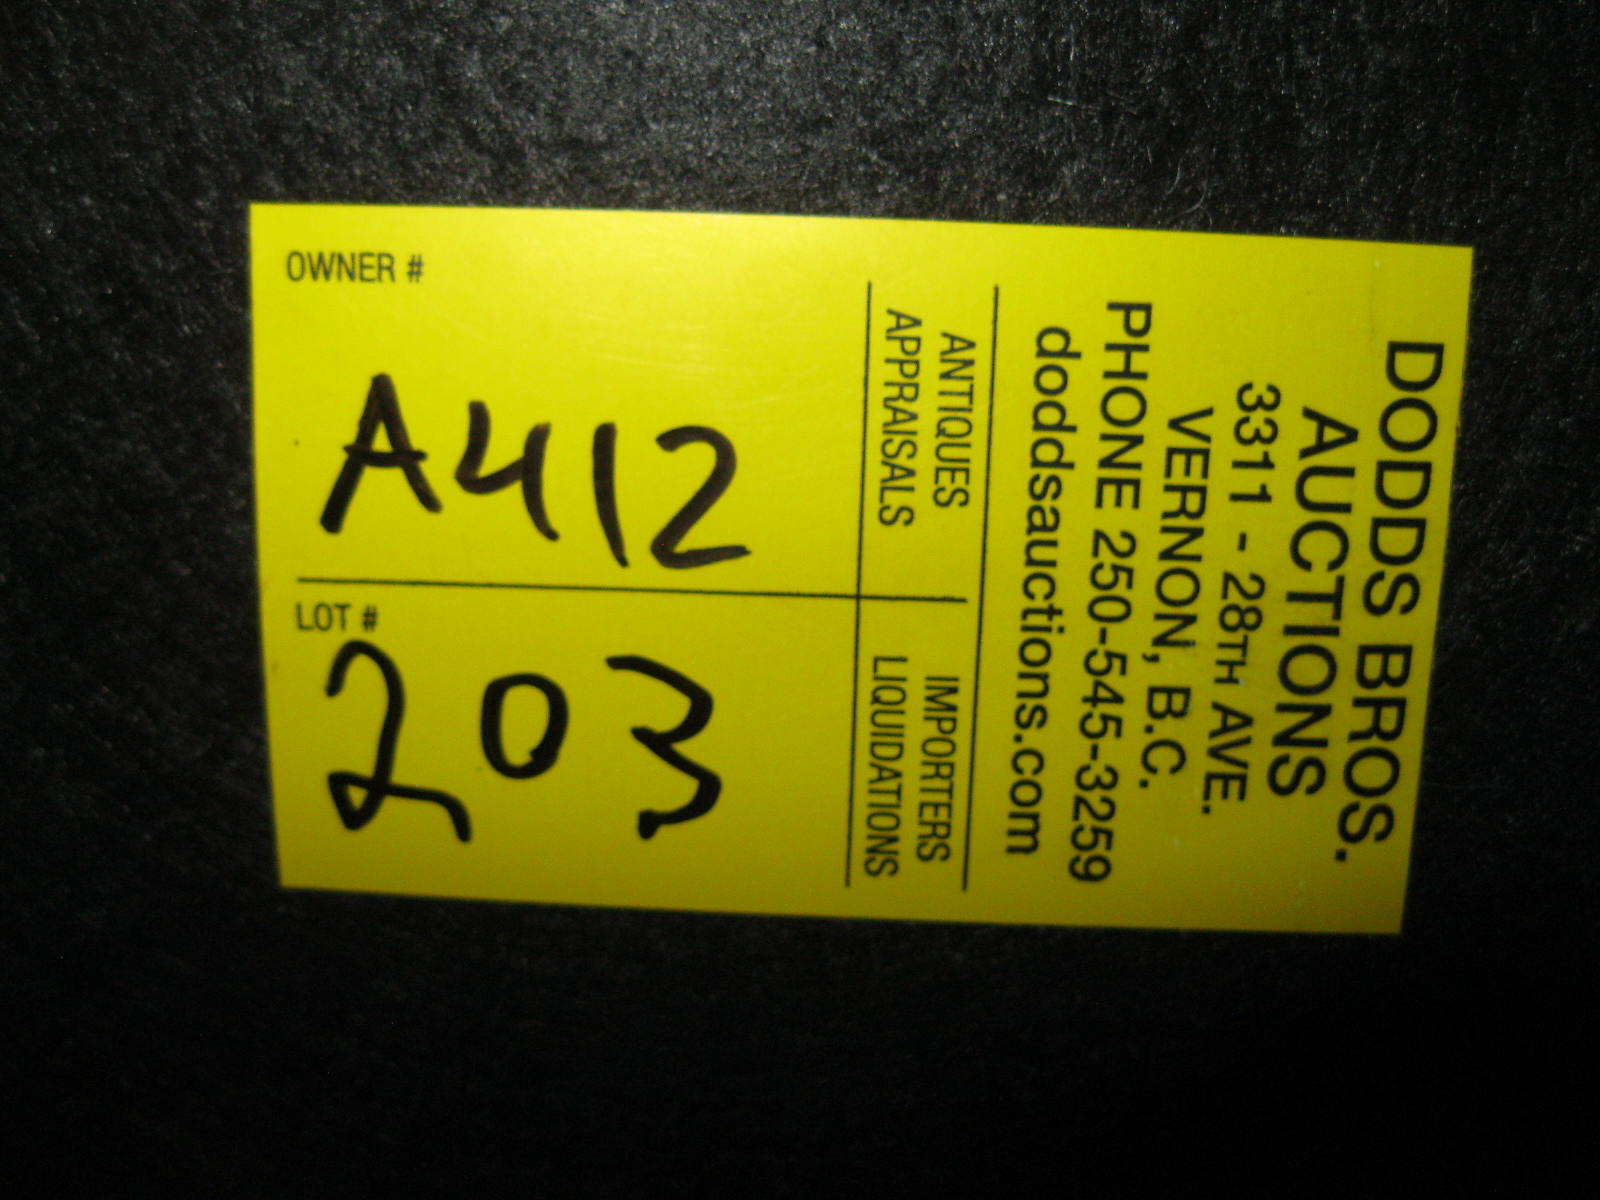 DODDS BROS.
AUCTIONS
3311 - 28TH AVE.
VERNON, B.C.
PHONE 250-545-3259
doddsauctions.com
ANTIQUES
APPRAISALS
IMPORTERS
LIQUIDATIONS
OWNER #
A412
LOT #
203